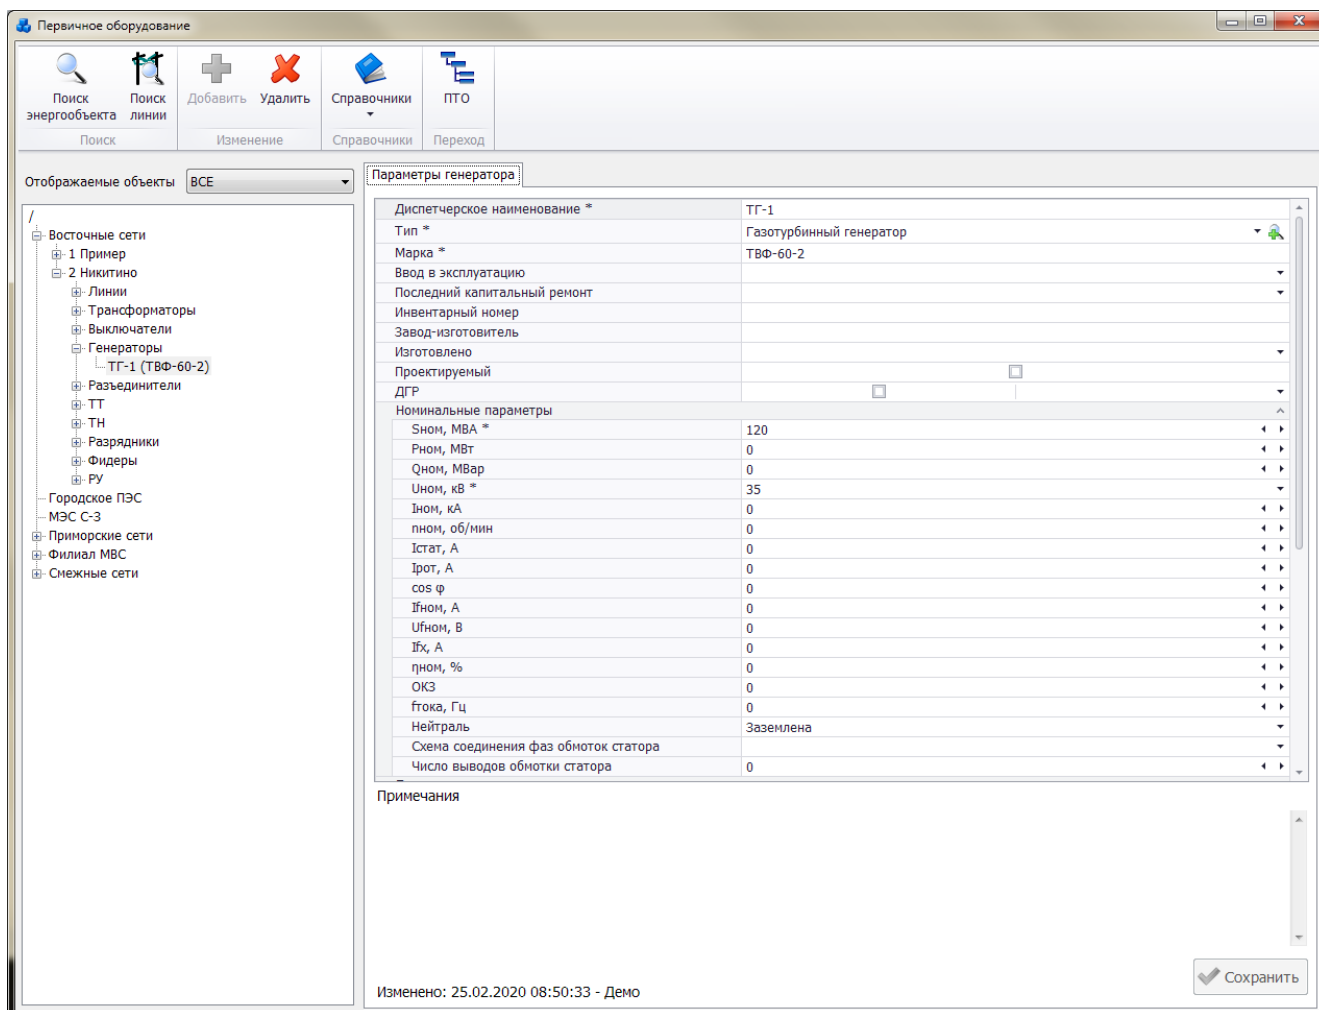 Первичное оборудование
Поиск энергообъекта
Поиск линии
Добавить
Удалить
Справочники
ПТО
Поиск
Изменение
Справочники
Переход
Отображаемые объекты ВСЕ
/
Восточные сети
1 Пример
2 Никитино
Линии
Трансформаторы
Выключатели
Генераторы
ТГ-1 (ТВФ-60-2)
Разъединители
ТТ
ТН
Разрядники
Фидеры
РУ
Городское ПЭС
МЭС С-З
Приморские сети
Филиал МВС
Смежные сети
Параметры генератора
Диспетчерское наименование * ТГ-1
Тип * Газотурбинный генератор
Марка * ТВФ-60-2
Ввод в эксплуатацию
Последний капитальный ремонт
Инвентарный номер
Завод-изготовитель
Изготовлено
Проектируемый
ДГР
Номинальные параметры
Sном, МВА * 120
Pном, МВт 0
Qном, МВар 0
Uном, кВ * 35
Iном, кА 0
nном, об/мин 0
Iстат, А 0
Iрот, А 0
cos φ 0
Ifном, А 0
Ufном, В 0
Ifx, А 0
ηном, % 0
ОКЗ 0
fтока, Гц 0
Нейтраль Заземлена
Схема соединения фаз обмоток статора
Число выводов обмотки статора 0
Примечания
Изменено: 25.02.2020 08:50:33 - Демо
Сохранить